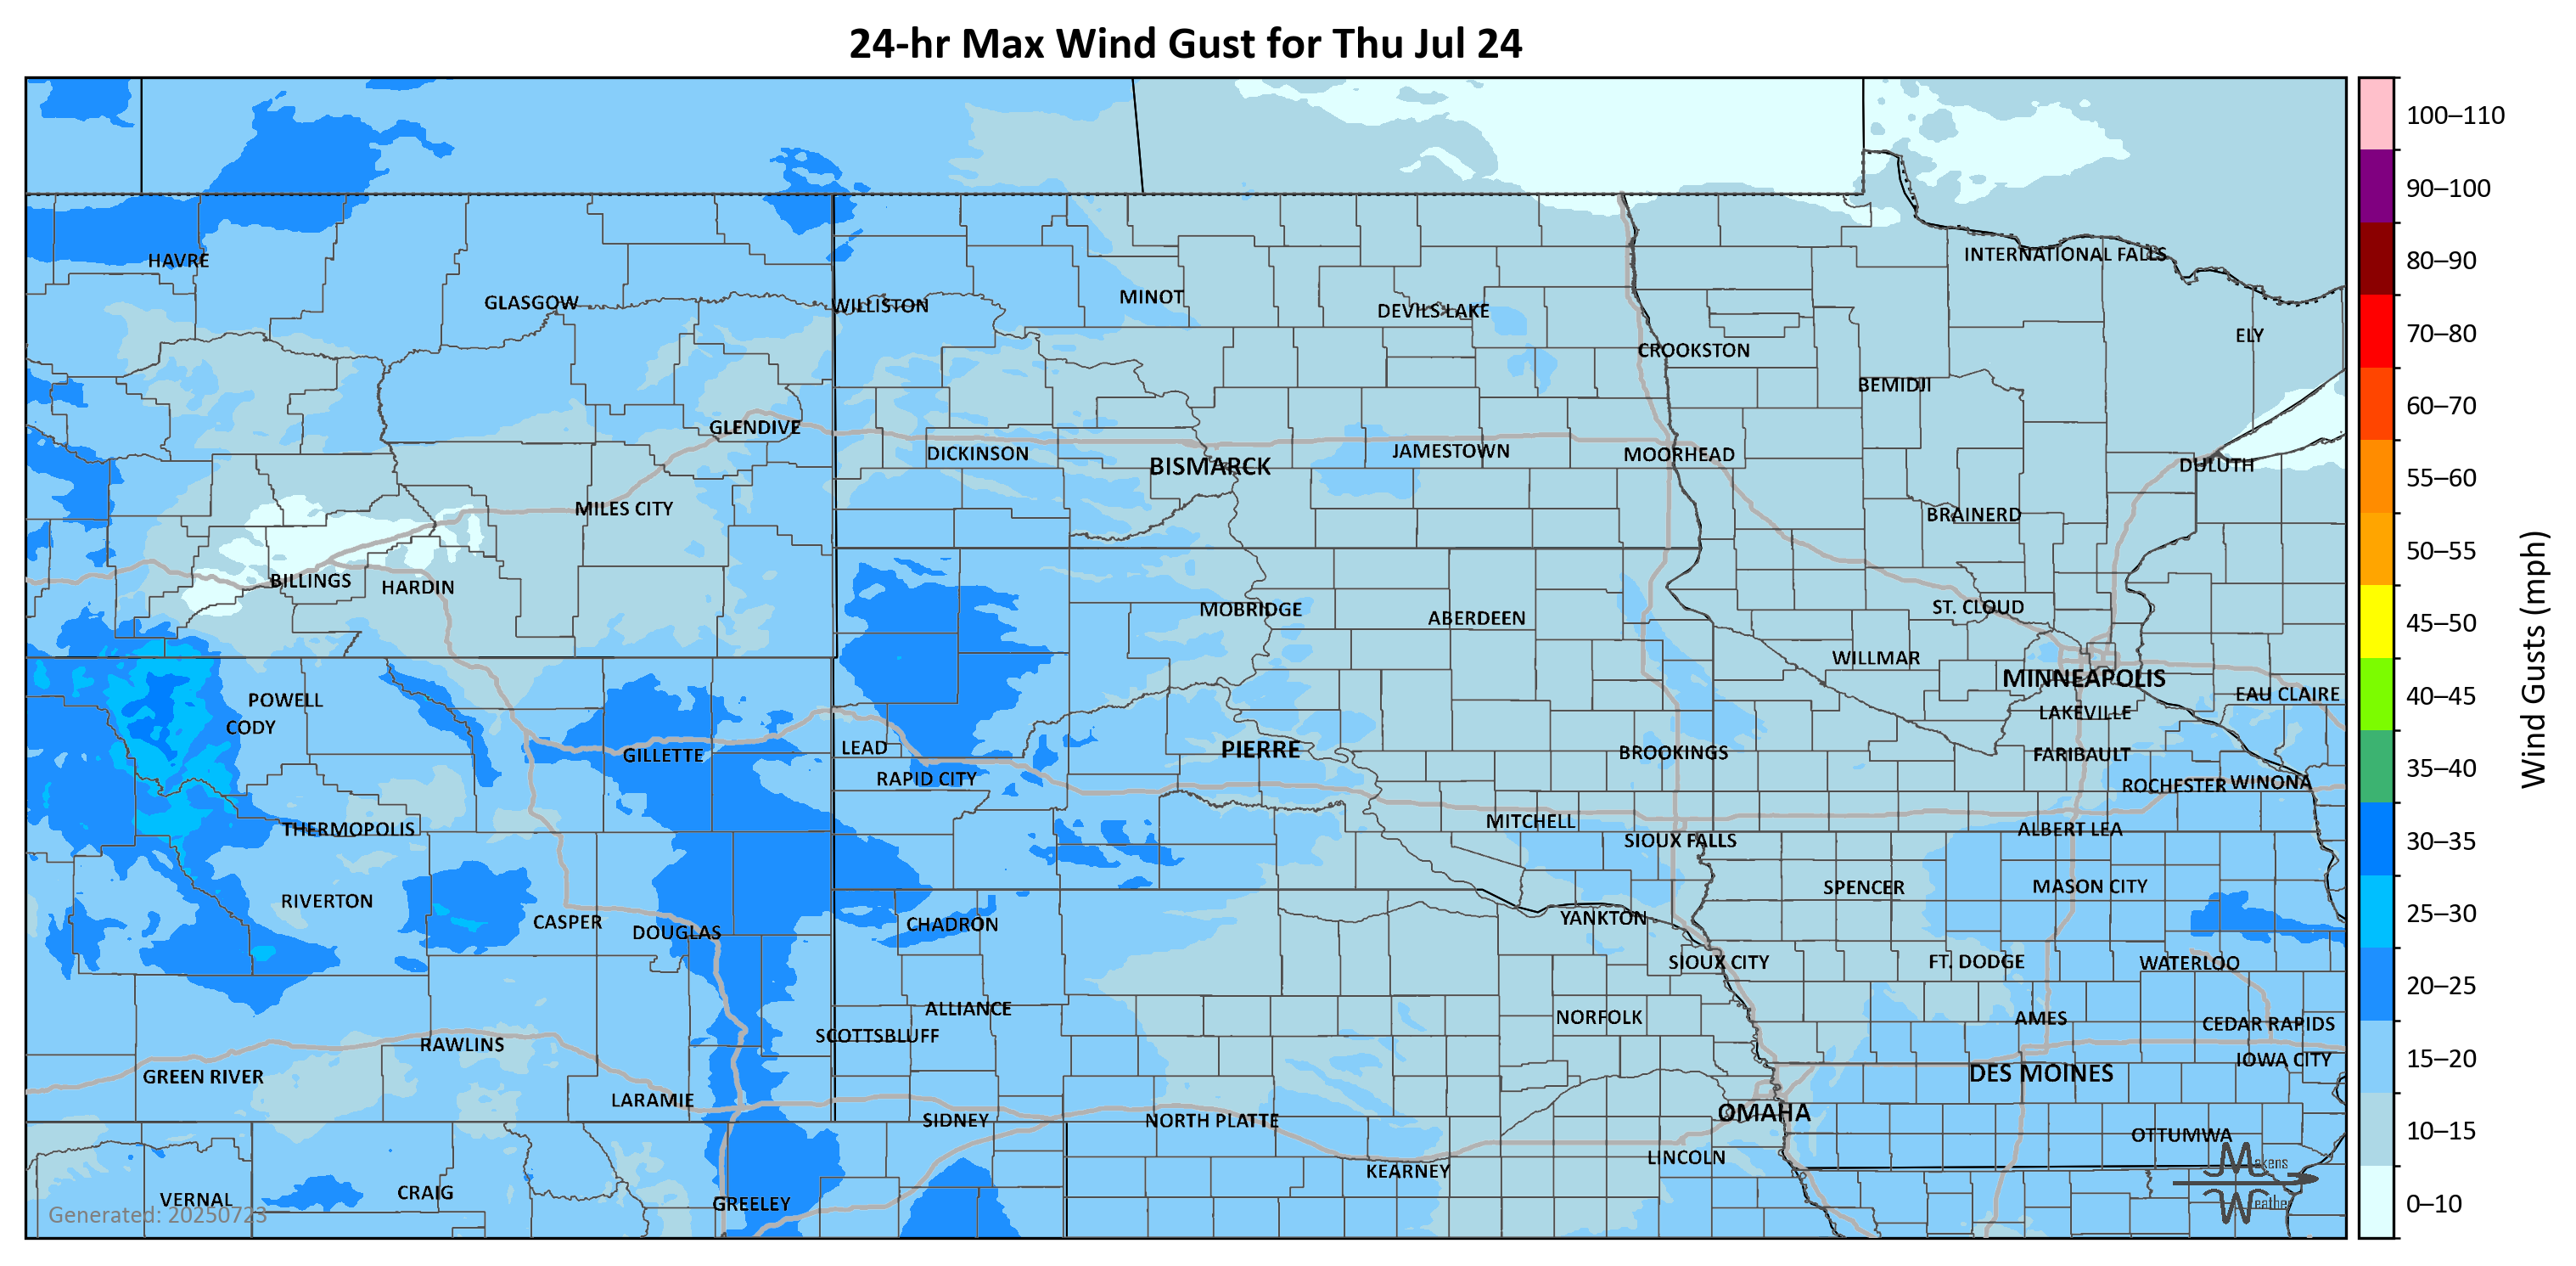 24-hr Max Wind Gust for Thu Jul 24
100–110
90–100
80–90
70–80
60–70
55–60
50–55
45–50
40–45
35–40
30–35
25–30
20–25
15–20
10–15
0–10
Wind Gusts (mph)
HAVRE
INTERNATIONAL FALLS
GLASGOW
WILLISTON
MINOT
DEVILS LAKE
ELY
CROOKSTON
BEMIDJI
GLENDIVE
DICKINSON
BISMARCK
JAMESTOWN
MOORHEAD
DULUTH
MILES CITY
BRAINERD
BILLINGS
HARDIN
MOBRIDGE
ABERDEEN
ST. CLOUD
WILLMAR
MINNEAPOLIS
POWELL
EAU CLAIRE
CODY
LAKEVILLE
GILLETTE
LEAD
PIERRE
BROOKINGS
FARIBAULT
RAPID CITY
ROCHESTER
WINONA
THERMOPOLIS
MITCHELL
ALBERT LEA
SIOUX FALLS
SPENCER
MASON CITY
RIVERTON
CASPER
DOUGLAS
CHADRON
YANKTON
SIOUX CITY
FT. DODGE
WATERLOO
ALLIANCE
NORFOLK
AMES
CEDAR RAPIDS
SCOTTSBLUFF
RAWLINS
IOWA CITY
GREEN RIVER
DES MOINES
LARAMIE
SIDNEY
NORTH PLATTE
OMAHA
OTTUMWA
KEARNEY
LINCOLN
VERNAL
CRAIG
GREELEY
Generated: 20250723
Makens
Weather